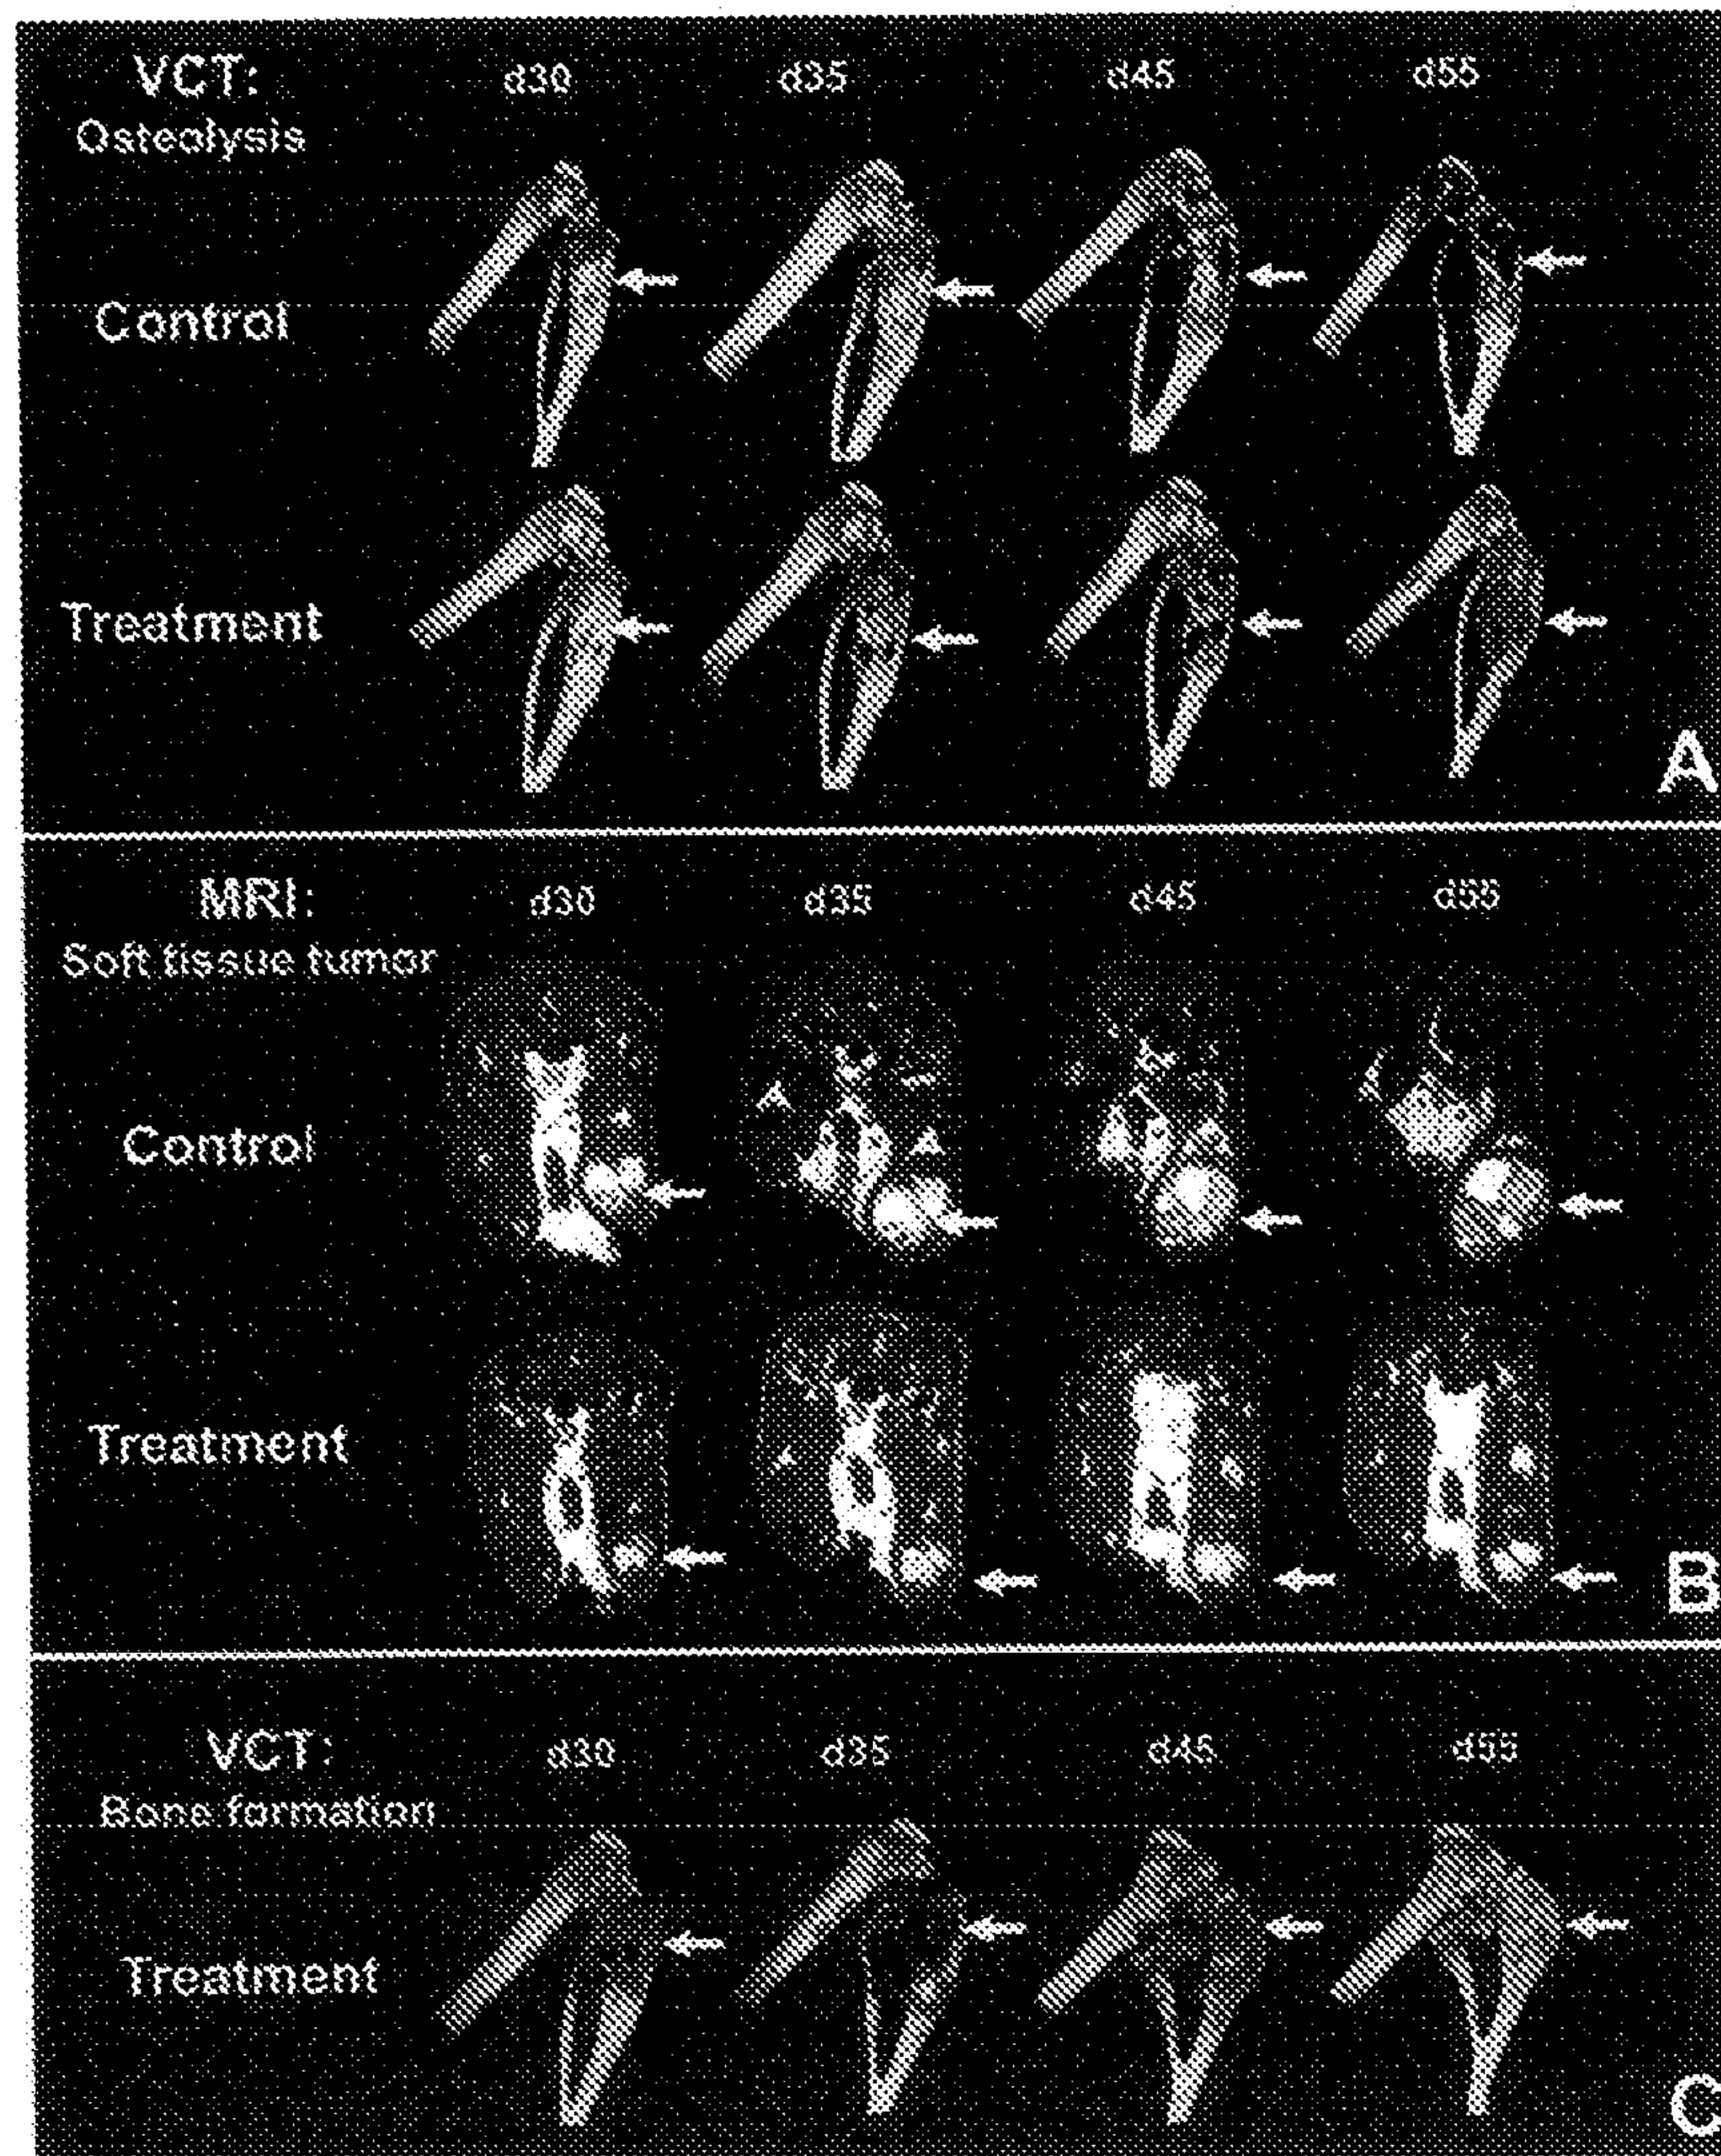 VCT: d30 d35 d45 d55
Osteolysis
Control
Treatment
A
MRI: d30 d35 d45 d55
Soft tissue tumor
Control
Treatment
B
VCT: d30 d35 d45 d55
Bone formation
Treatment
C